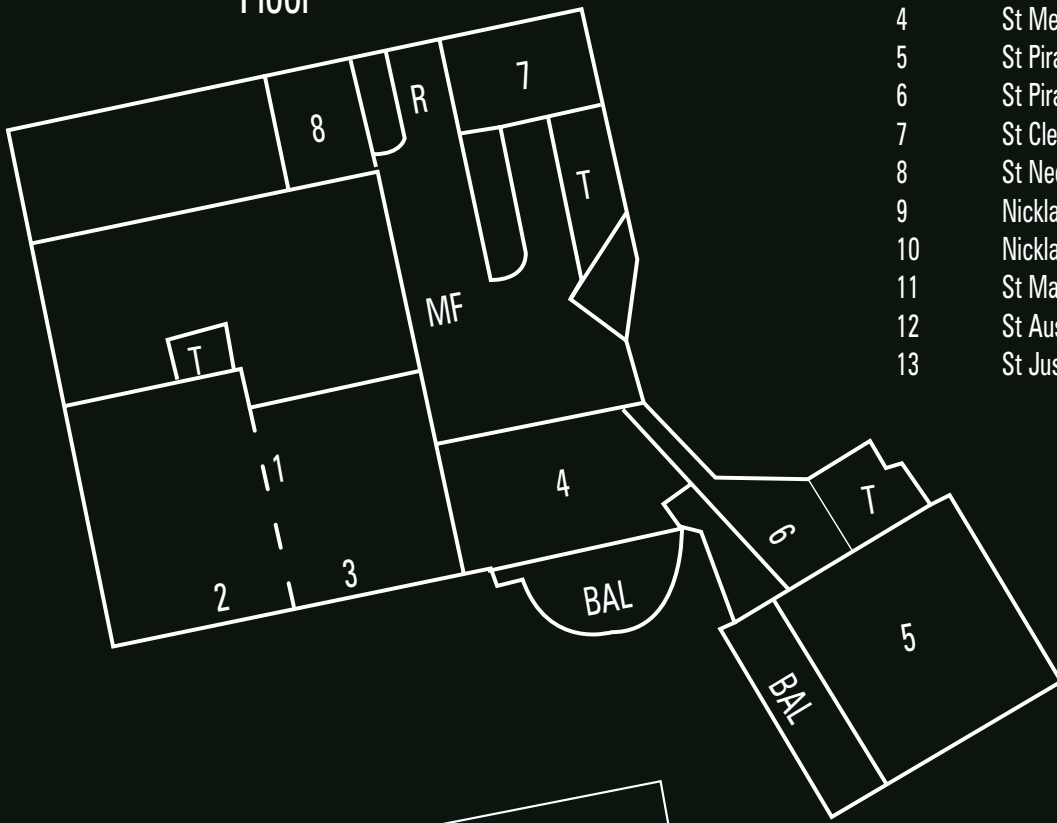 Floor
7
R
8
T
MF
T
1
4
T
6
3
2
BAL
5
BAL
4 St Me
5 St Pira
6 St Pira
7 St Cle
8 St Neo
9 Nickla
10 Nickla
11 St Ma
12 St Aus
13 St Jus